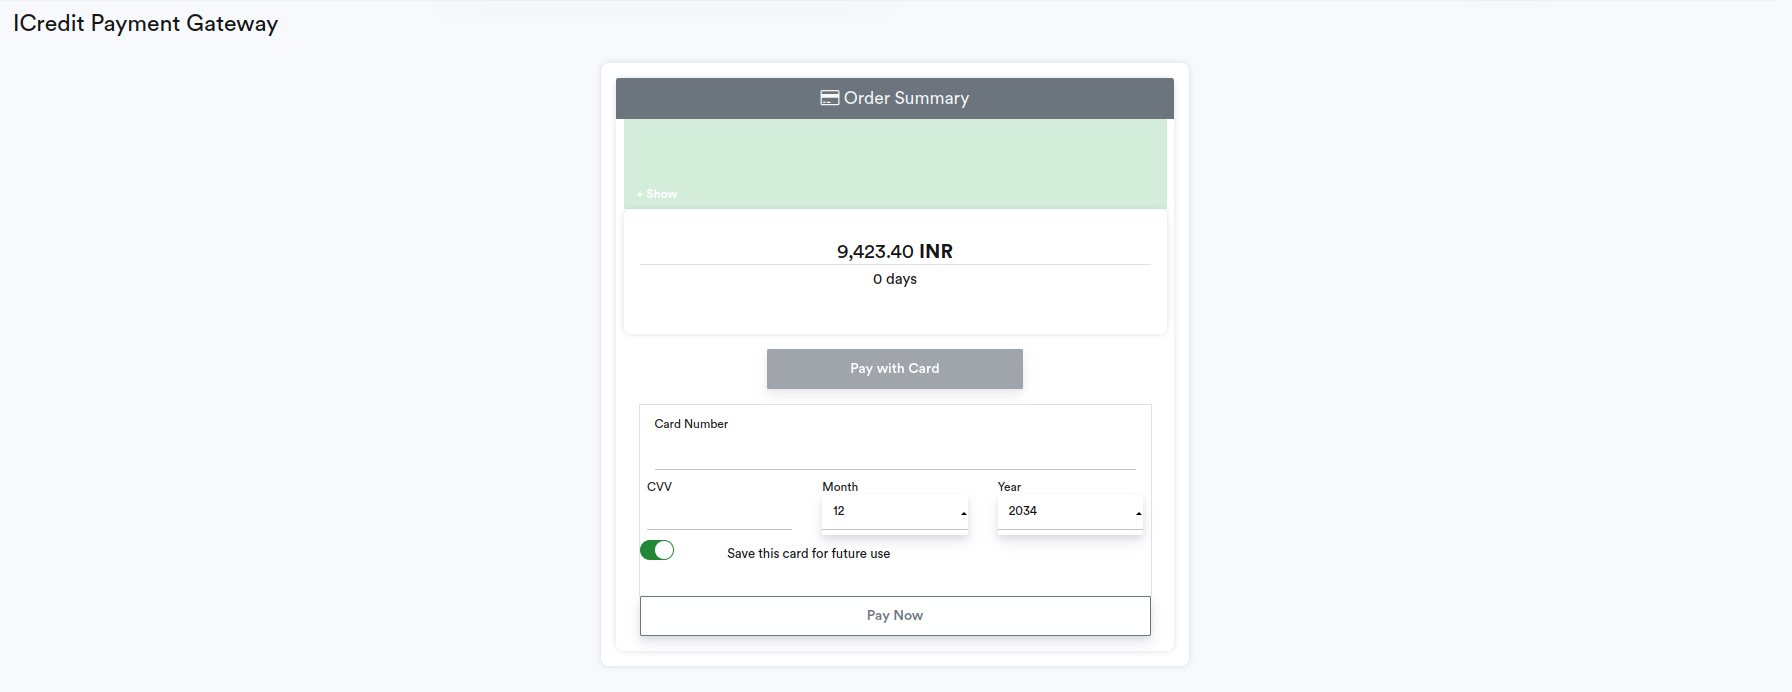 ICredit Payment Gateway
Order Summary
+ Show
9,423.40 INR
0 days
Pay with Card
Card Number
CVV Month Year
12 2034
Save this card for future use
Pay Now